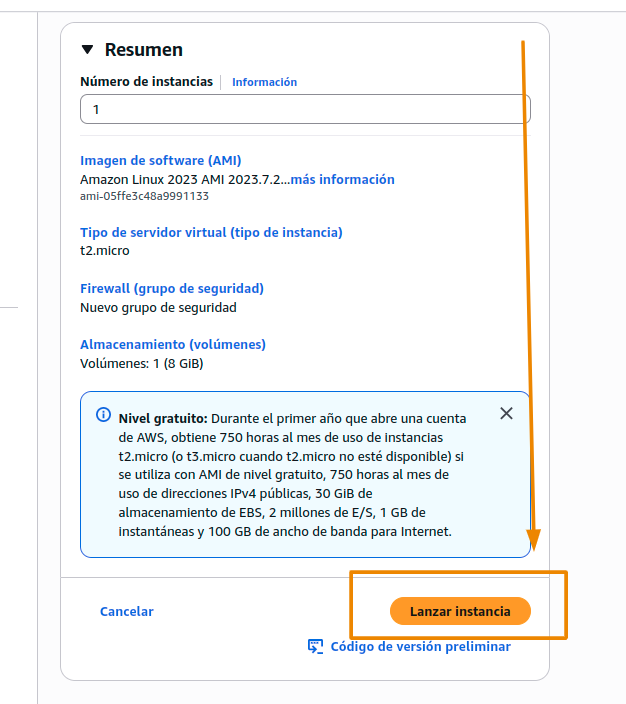 Resumen
Número de instancias Información
1
Imagen de software (AMI)
Amazon Linux 2023 AMI 2023.7.2...más información
ami-05ffe3c48a9991133
Tipo de servidor virtual (tipo de instancia)
t2.micro
Firewall (grupo de seguridad)
Nuevo grupo de seguridad
Almacenamiento (volúmenes)
Volúmenes: 1 (8 GiB)
Nivel gratuito: Durante el primer año que abre una cuenta
de AWS, obtiene 750 horas al mes de uso de instancias
t2.micro (o t3.micro cuando t2.micro no esté disponible) si
se utiliza con AMI de nivel gratuito, 750 horas al mes de
uso de direcciones IPv4 públicas, 30 GiB de
almacenamiento de EBS, 2 millones de E/S, 1 GB de
instantáneas y 100 GB de ancho de banda para Internet.
Cancelar Lanzar instancia
Código de versión preliminar